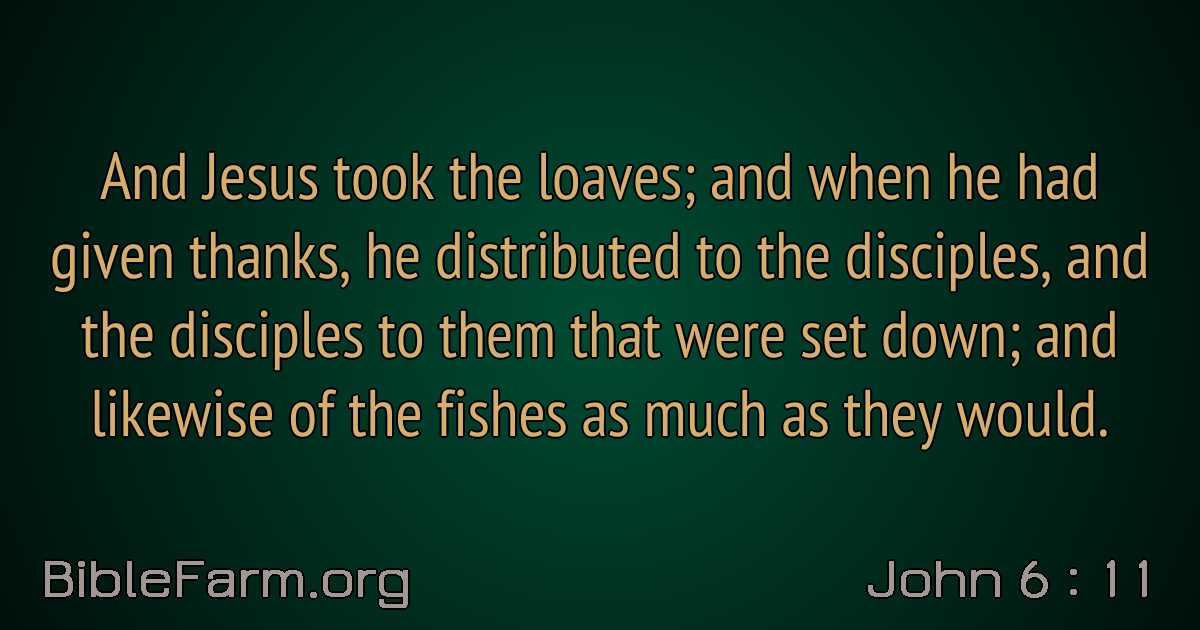 And Jesus took the loaves; and when he had
given thanks, he distributed to the disciples, and
the disciples to them that were set down; and
likewise of the fishes as much as they would.
BibleFarm.org
John 6 : 11